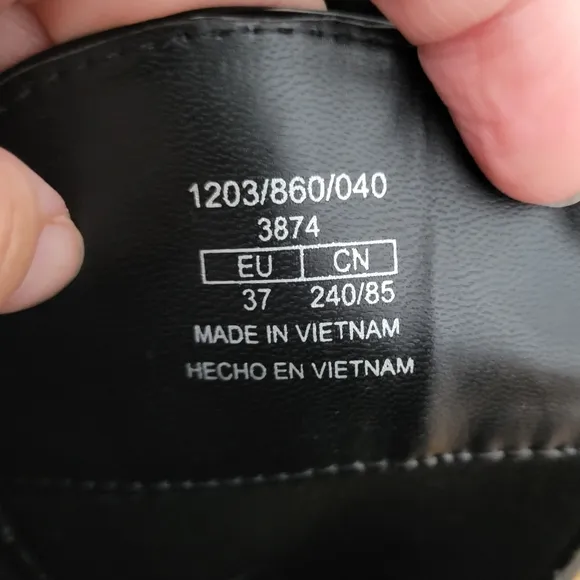 1203/860/040
3874
EU CN
37 240/85
MADE IN VIETNAM
HECHO EN VIETNAM